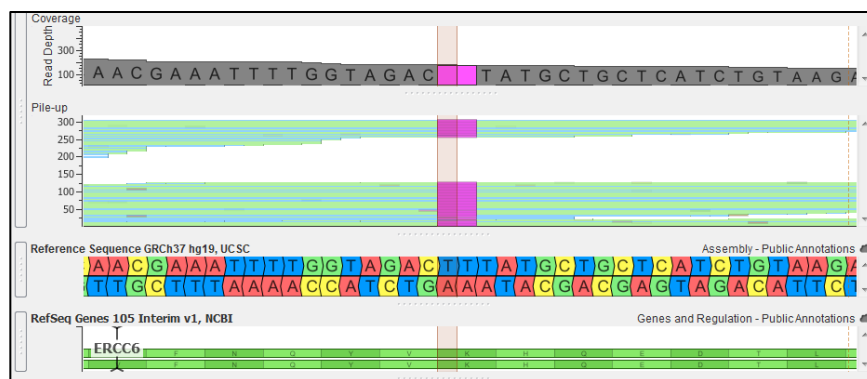 Coverage
Read Depth
300
100
AACGAAATTTTGGTAGAC TATGCTGCTCATCTGTAAGA
Pile-up
300
250
200
150
100
50
Reference Sequence GRCh37 hg19, UCSC
Assembly - Public Annotations
AACGAAATTTTGGTAGACTTTATGCTGCTCATCTGTAAGA
TTGCTTTAAAACCATCTGAAATACGACGAGTAGACATTCT
RefSeq Genes 105 Interim v1, NCBI
Genes and Regulation - Public Annotations
ERCC6
F N Q Y V K H Q E D T L
F N Q Y V K H Q E D T L